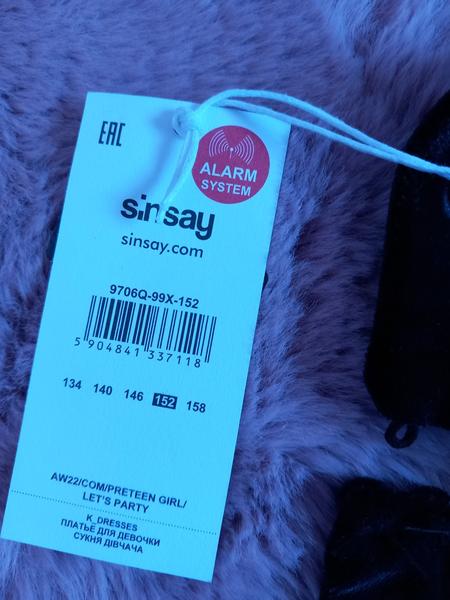 EAC
ALARM
SYSTEM
sinsay
sinsay.com
9706Q-99X-152
5 904841 337118
134 140 146 152 158
AW22/COM/PRETEEN GIRL/
LET'S PARTY
K_DRESSES
ПЛАТЬЕ ДЛЯ ДЕВОЧКИ
СУКНЯ ДІВЧАЧА